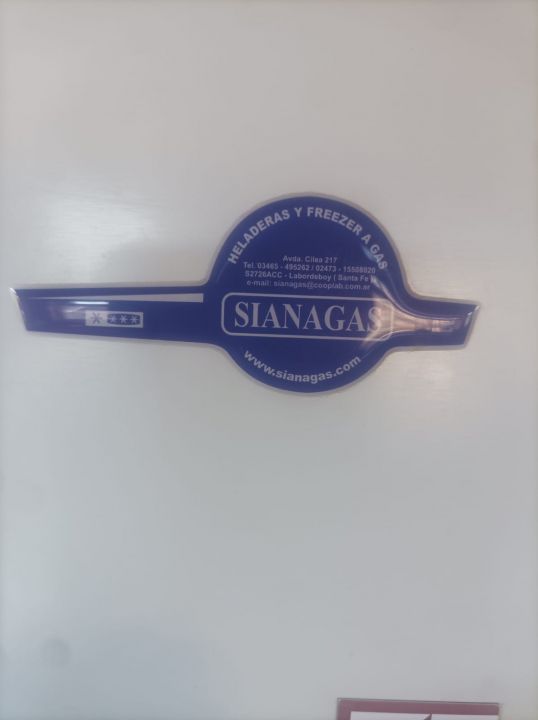 HELADERAS Y FREEZER A GAS
Avda. Cilea 217
Tel. 03465 - 495262 / 02473 - 15508020
S2726ACC - Labordeboy ( Santa Fe )
e-mail: sianagas@cooplab.com.ar
SIANAGAS
www.sianagas.com